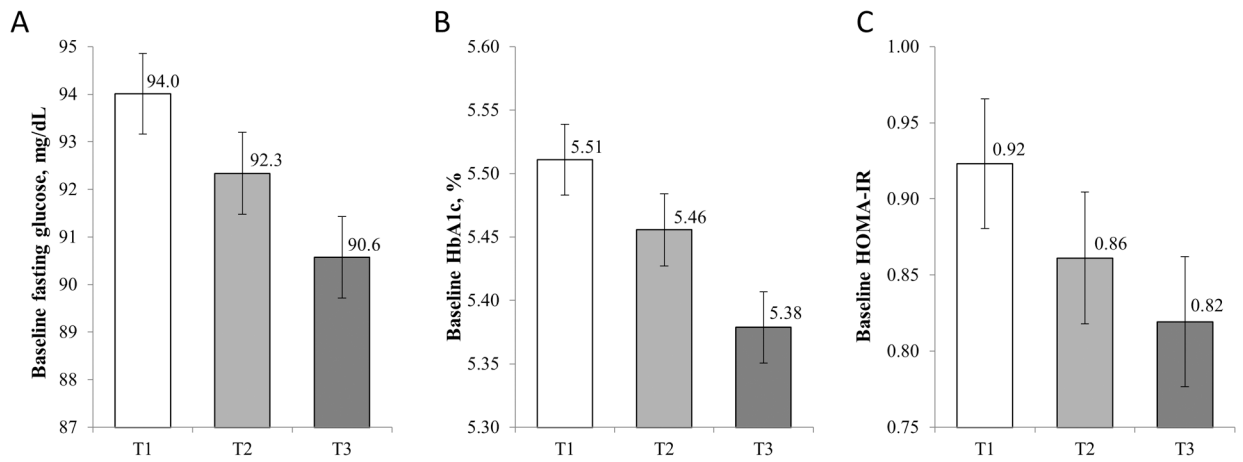 A
Baseline fasting glucose, mg/dL
95
94
93
92
91
90
89
88
87
94.0
92.3
90.6
T1
T2
T3
B
Baseline HbA1c, %
5.60
5.55
5.50
5.45
5.40
5.35
5.30
5.51
5.46
5.38
T1
T2
T3
C
Baseline HOMA-IR
1.00
0.95
0.90
0.85
0.80
0.75
0.92
0.86
0.82
T1
T2
T3